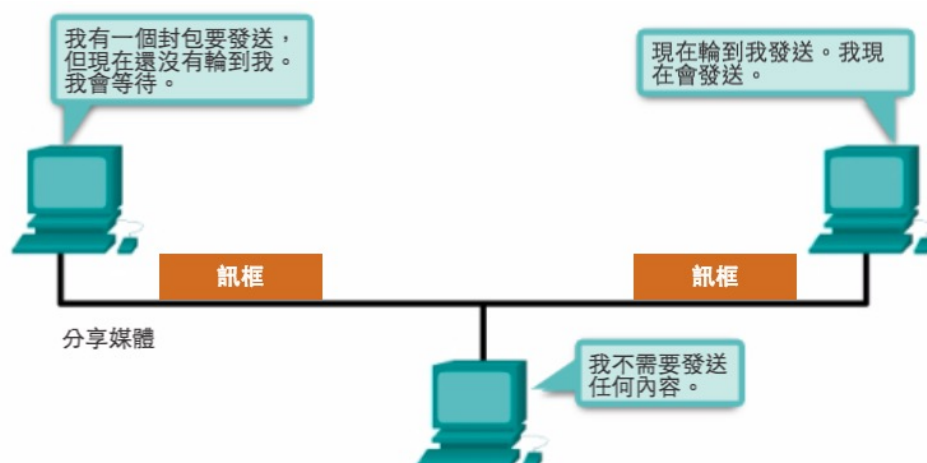 我有一個封包要發送，
但現在還沒有輪到我。
我會等待。
現在輪到我發送。我現
在會發送。
訊框
訊框
分享媒體
我不需要發送
任何內容。